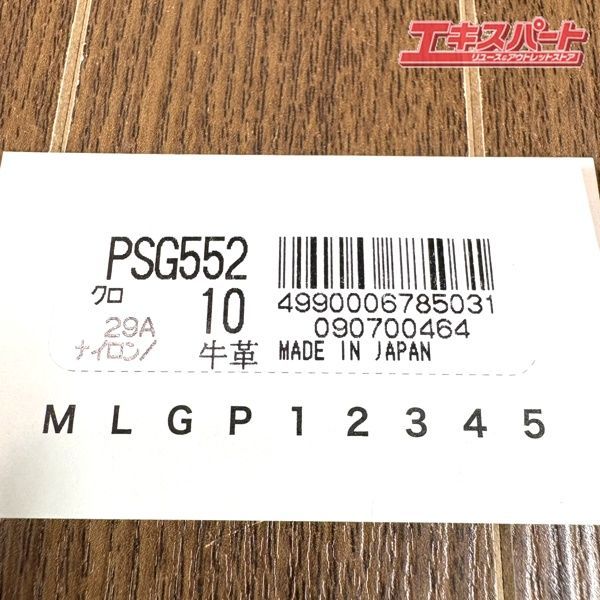 エキスパート
リユース&アウトレットストア
PSG552
クロ 10
4990006785031
29A 090700464
ナイロン/ 牛革 MADE IN JAPAN
M L G P 1 2 3 4 5